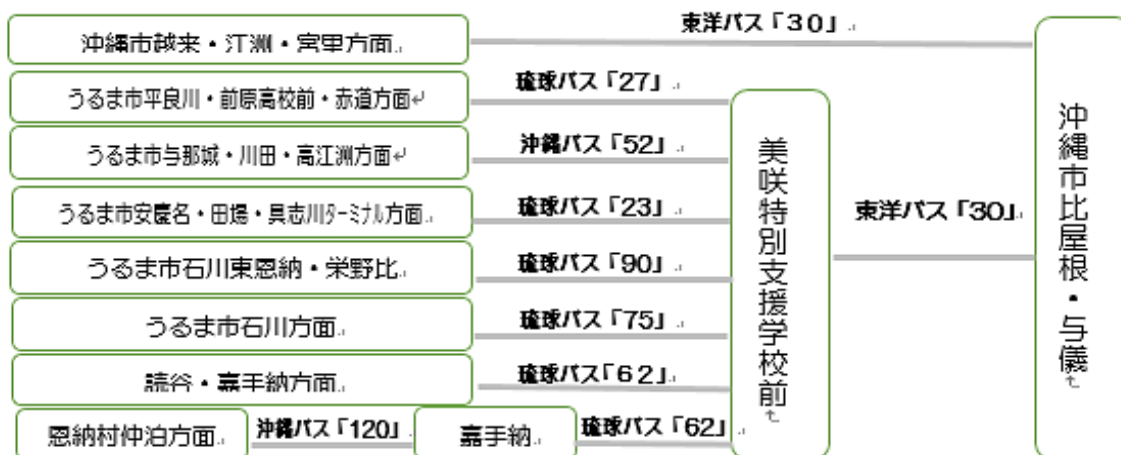 沖縄市越来・江洲・宮里方面
東洋バス「30」
うるま市平良川・前原高校前・赤道方面
琉球バス「27」
うるま市与那城・川田・高江洲方面
沖縄バス「52」
うるま市安慶名・田場・具志川ターミナル方面
琉球バス「23」
うるま市石川東恩納・栄野比
琉球バス「90」
うるま市石川方面
琉球バス「75」
読谷・嘉手納方面
琉球バス「62」
恩納村仲泊方面
沖縄バス「120」
嘉手納
琉球バス「62」
美咲特別支援学校前
東洋バス「30」
沖縄市比屋根・与儀